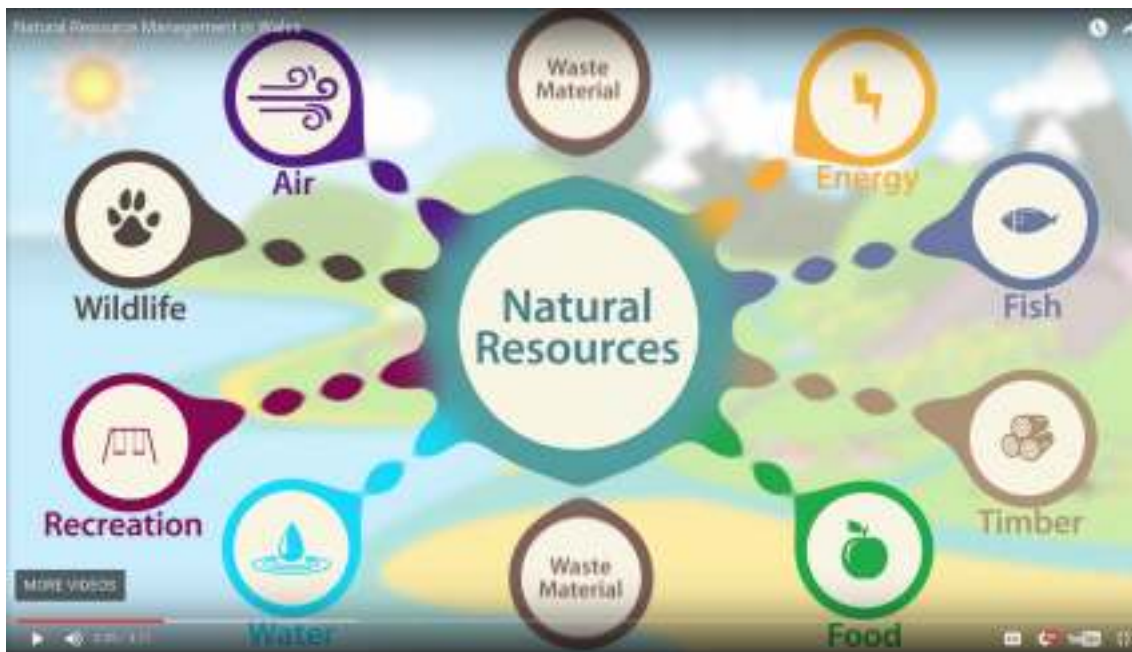 Natural Resource Management in Wales
Waste
Material
Air
Energy
Wildlife
Natural
Resources
Fish
Recreation
Timber
Waste
Material
MORE VIDEOS
Water
Food